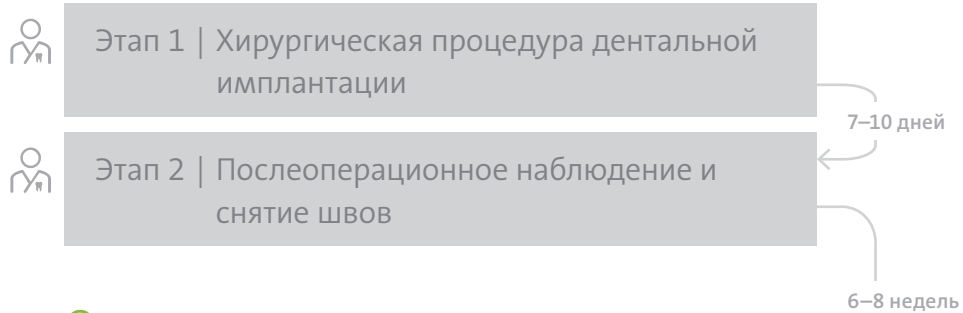 Этап 1 | Хирургическая процедура дентальной
имплантации
7–10 дней
Этап 2 | Послеоперационное наблюдение и
снятие швов
6–8 недель